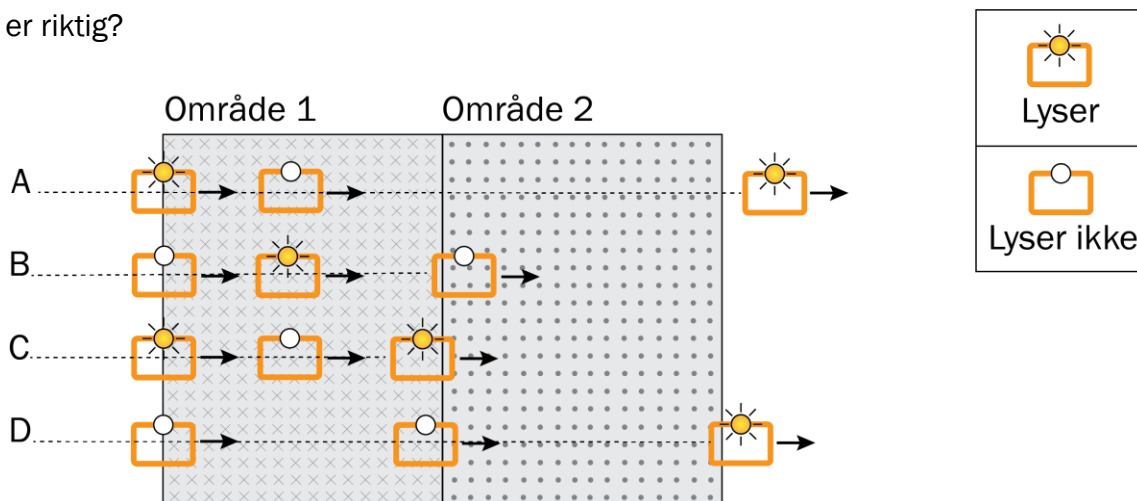 er riktig?
Område 1
Område 2
A
B
C
D
Lyser
Lyser ikke